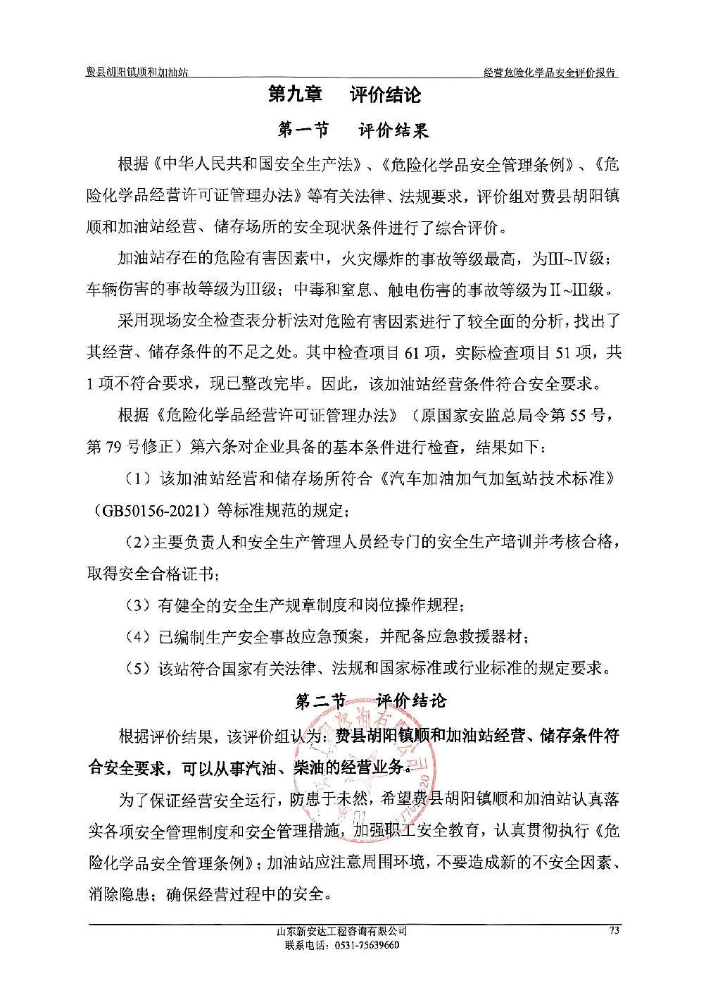 费县胡阳镇顺和加油站 经营危险化学品安全评价报告
第九章 评价结论
第一节 评价结果
根据《中华人民共和国安全生产法》、《危险化学品安全管理条例》、《危
险化学品经营许可证管理办法》等有关法律、法规要求，评价组对费县胡阳镇
顺和加油站经营、储存场所的安全现状条件进行了综合评价。
加油站存在的危险有害因素中，火灾爆炸的事故等级最高，为III~IV级；
车辆伤害的事故等级为III级；中毒和窒息、触电伤害的事故等级为II~III级。
采用现场安全检查表分析法对危险有害因素进行了较全面的分析，找出了
其经营、储存条件的不足之处。其中检查项目 61 项，实际检查项目 51 项，共
1 项不符合要求，现已整改完毕。因此，该加油站经营条件符合安全要求。
根据《危险化学品经营许可证管理办法》（原国家安监总局令第 55 号，
第 79 号修正）第六条对企业具备的基本条件进行检查，结果如下：
（1）该加油站经营和储存场所符合《汽车加油加气加氢站技术标准》
（GB50156-2021）等标准规范的规定；
（2）主要负责人和安全生产管理人员经专门的安全生产培训并考核合格，
取得安全合格证书；
（3）有健全的安全生产规章制度和岗位操作规程；
（4）已编制生产安全事故应急预案，并配备应急救援器材；
（5）该站符合国家有关法律、法规和国家标准或行业标准的规定要求。
第二节 评价结论
根据评价结果，该评价组认为：费县胡阳镇顺和加油站经营、储存条件符
合安全要求，可以从事汽油、柴油的经营业务。
为了保证经营安全运行，防患于未然，希望费县胡阳镇顺和加油站认真落
实各项安全管理制度和安全管理措施，加强职工安全教育，认真贯彻执行《危
险化学品安全管理条例》；加油站应注意周围环境，不要造成新的不安全因素、
消除隐患；确保经营过程中的安全。
山东新安达工程咨询有限公司 73
联系电话：0531-75639660
咨询有限公司